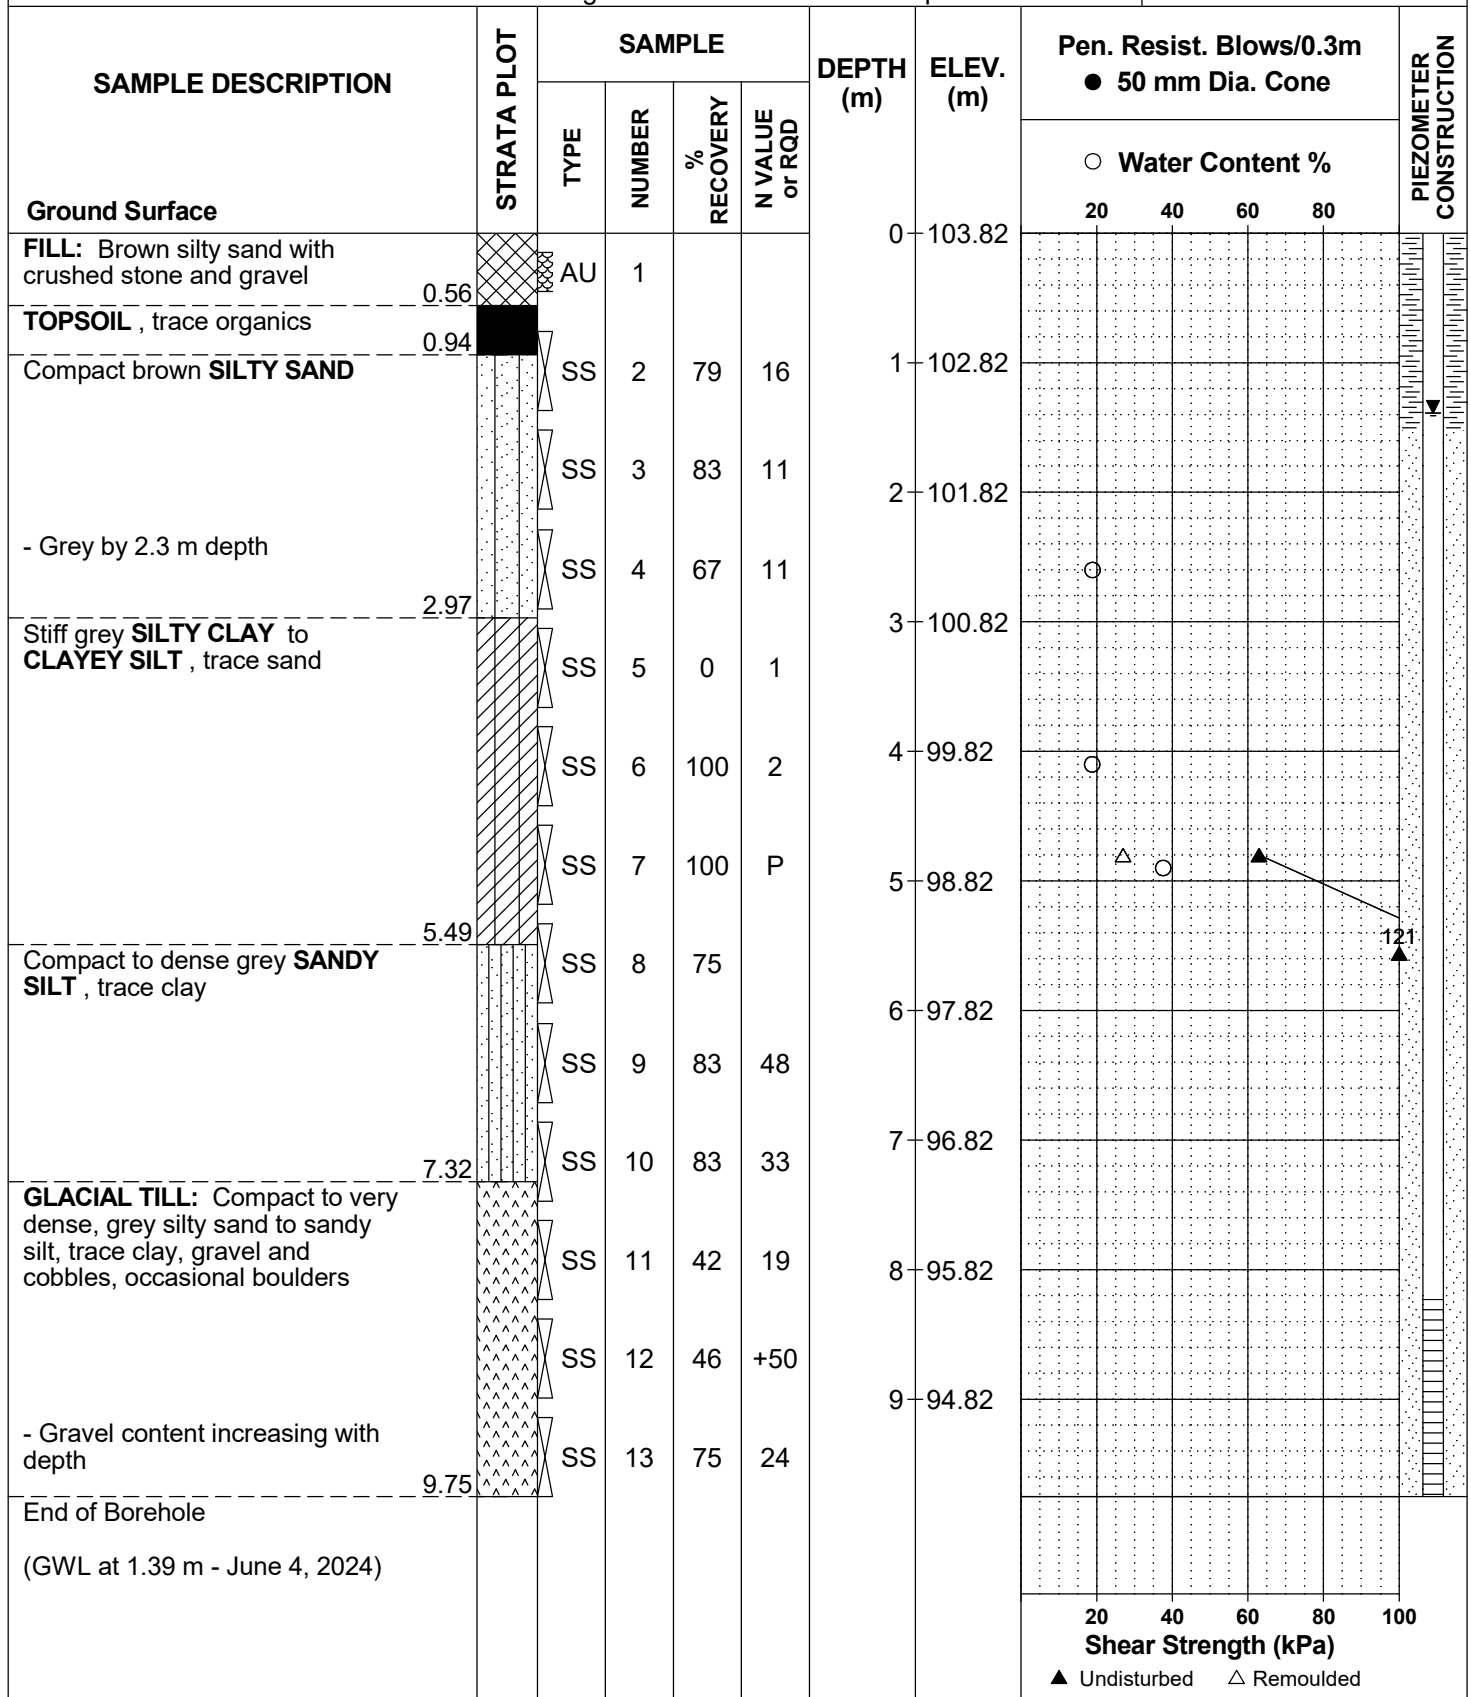 SAMPLE DESCRIPTION
STRATA PLOT
SAMPLE
TYPE
NUMBER
%
RECOVERY
N VALUE
or RQD
DEPTH
(m)
ELEV.
(m)
Pen. Resist. Blows/0.3m
● 50 mm Dia. Cone
○ Water Content %
20 40 60 80
PIEZOMETER
CONSTRUCTION
Ground Surface
0 103.82
FILL: Brown silty sand with
crushed stone and gravel
0.56
AU 1
TOPSOIL , trace organics
0.94
Compact brown SILTY SAND
SS 2 79 16
1 102.82
SS 3 83 11
2 101.82
- Grey by 2.3 m depth
SS 4 67 11
2.97
3 100.82
Stiff grey SILTY CLAY to
CLAYEY SILT , trace sand
SS 5 0 1
SS 6 100 2
4 99.82
SS 7 100 P
5 98.82
5.49
121
Compact to dense grey SANDY
SILT , trace clay
SS 8 75
6 97.82
SS 9 83 48
7 96.82
SS 10 83 33
7.32
GLACIAL TILL: Compact to very
dense, grey silty sand to sandy
silt, trace clay, gravel and
cobbles, occasional boulders
SS 11 42 19
8 95.82
SS 12 46 +50
9 94.82
- Gravel content increasing with
depth
SS 13 75 24
9.75
End of Borehole
(GWL at 1.39 m - June 4, 2024)
20 40 60 80 100
Shear Strength (kPa)
▲ Undisturbed △ Remoulded